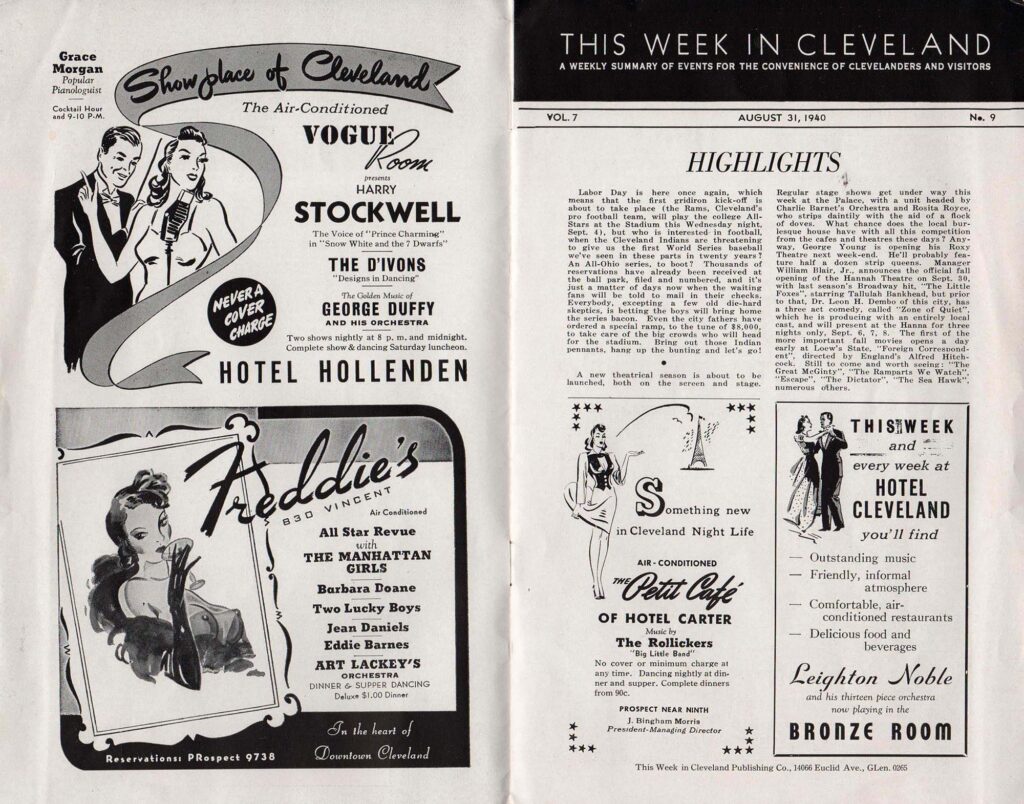 Grace
Morgan
Popular
Pianologuist
Cocktail Hour
and 9-10 P.M.
Showplace of Cleveland
The Air-Conditioned
VOGUE
Room
presents
HARRY
STOCKWELL
The Voice of "Prince Charming"
in "Snow White and the 7 Dwarfs"
THE D'IVONS
"Designs in Dancing"
The Golden Music of
GEORGE DUFFY
AND HIS ORCHESTRA
NEVER A
COVER
CHARGE
Two shows nightly at 8 p. m. and midnight.
Complete show & dancing Saturday luncheon.
HOTEL HOLLENDEN
Freddie's
830 VINCENT
Air Conditioned
All Star Revue
with
THE MANHATTAN
GIRLS
Barbara Doane
Two Lucky Boys
Jean Daniels
Eddie Barnes
ART LACKEY'S
ORCHESTRA
DINNER & SUPPER DANCING
Deluxe $1.00 Dinner
Reservations: PRospect 9738
In the heart of
Downtown Cleveland
THIS WEEK IN CLEVELAND
A WEEKLY SUMMARY OF EVENTS FOR THE CONVENIENCE OF CLEVELANDERS AND VISITORS
VOL. 7 AUGUST 31, 1940 No. 9
HIGHLIGHTS
Labor Day is here once again, which
means that the first gridiron kick-off is
about to take place (the Rams, Cleveland's
pro football team, will play the college All-
Stars at the Stadium this Wednesday night,
Sept. 4), but who is interested in football,
when the Cleveland Indians are threatening
to give us the first World Series baseball
we've seen in these parts in twenty years?
An All-Ohio series, to boot? Thousands of
reservations have already been received at
the ball park, filed and numbered, and it's
just a matter of days now when the waiting
fans will be told to mail in their checks.
Everybody, excepting a few old die-hard
skeptics, is betting the boys will bring home
the series bacon. Even the city fathers have
ordered a special ramp, to the tune of $8,000,
to take care of the big crowds who will head
for the stadium. Bring out those Indian
pennants, hang up the bunting and let's go!
A new theatrical season is about to be
launched, both on the screen and stage.
Regular stage shows get under way this
week at the Palace, with a unit headed by
Charlie Barnet's Orchestra and Rosita Royce,
who strips daintily with the aid of a flock
of doves. What chance does the local bur-
lesque house have with all this competition
from the cafes and theatres these days? Any-
way, George Young is opening his Roxy
Theatre next week-end. He'll probably fea-
ture half a dozen strip queens. Manager
William Blair, Jr., announces the official fall
opening of the Hannah Theatre on Sept. 30,
with last season's Broadway hit, "The Little
Foxes", starring Tallulah Bankhead, but prior
to that, Dr. Leon H. Dembo of this city, has
a three act comedy, called "Zone of Quiet",
which he is producing with an entirely local
cast, and will present at the Hanna for three
nights only, Sept. 6, 7, 8. The first of the
more important fall movies opens a day
early at Loew's State, "Foreign Correspond-
ent", directed by England's Alfred Hitch-
cock. Still to come and worth seeing: "The
Great McGinty", "The Ramparts We Watch",
"Escape", "The Dictator", "The Sea Hawk",
numerous others.
Something new
in Cleveland Night Life
AIR-CONDITIONED
THE Petit Café
OF HOTEL CARTER
Music by
The Rollickers
"Big Little Band"
No cover or minimum charge at
any time. Dancing nightly at din-
ner and supper. Complete dinners
from 90c.
PROSPECT NEAR NINTH
J. Bingham Morris
President-Managing Director
THIS WEEK
and
every week at
HOTEL
CLEVELAND
you'll find
— Outstanding music
— Friendly, informal
atmosphere
— Comfortable, air-
conditioned restaurants
— Delicious food and
beverages
Leighton Noble
and his thirteen piece orchestra
now playing in the
BRONZE ROOM
This Week in Cleveland Publishing Co., 14066 Euclid Ave., GLen. 0265